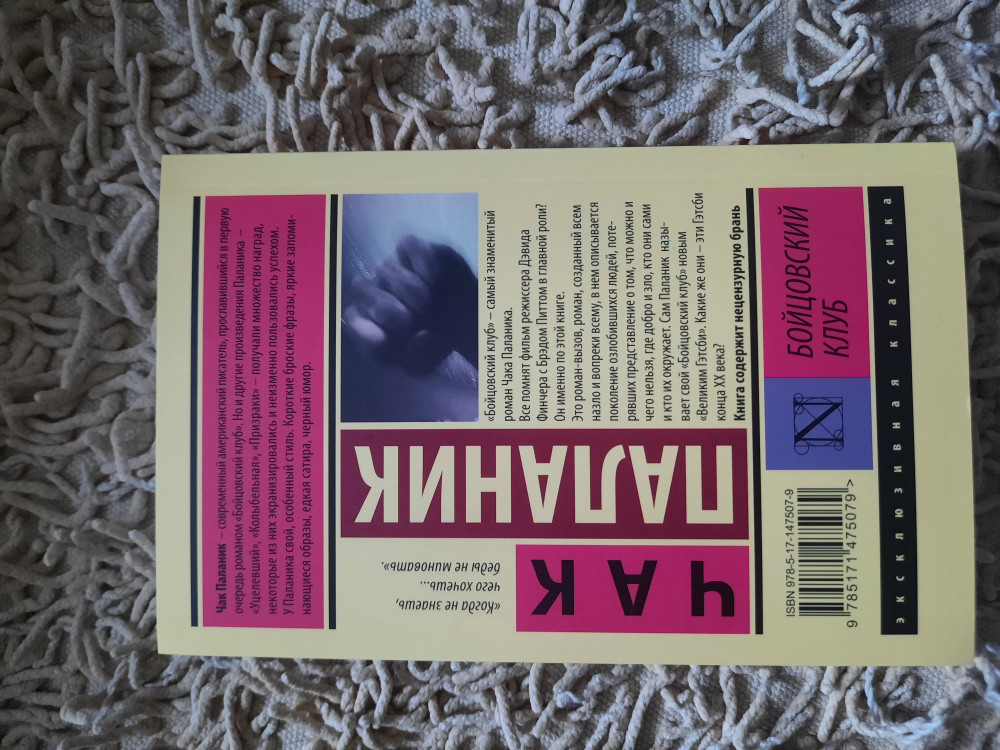 Чак Паланик – современный американский писатель, прославившийся в первую
очередь романом «Бойцовский клуб». Но и другие произведения Паланика –
«Уцелевший», «Колыбельная», «Призраки» – получали множество наград,
некоторые из них экранизировались и неизменно пользовались успехом.
У Паланика свой, особенный стиль. Короткие броские фразы, яркие запоми-
нающиеся образы, едкая сатира, черный юмор.
«Когда не знаешь,
чего хочешь...
беды не миновать».
ЧАК
ПАЛАНИК
«Бойцовский клуб» – самый знаменитый
роман Чака Паланика.
Все помнят фильм режиссера Дэвида
Финчера с Брэдом Питтом в главной роли?
Он именно по этой книге.
Это роман-вызов, роман, созданный всем
назло и вопреки всему, в нем описывается
поколение озлобившихся людей, поте-
рявших представление о том, что можно и
чего нельзя, где добро и зло, кто они сами
и кто их окружает. Сам Паланик назы-
вает свой «Бойцовский клуб» новым
«Великим Гэтсби». Какие же они – эти Гэтсби
конца XX века?
Книга содержит нецензурную брань
БОЙЦОВСКИЙ
КЛУБ
N
ISBN 978-5-17-147507-9
9 785171 475079 >
эксклюзивная классика